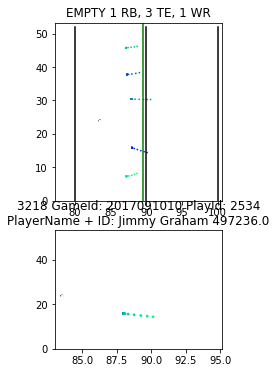 EMPTY 1 RB, 3 TE, 1 WR
50
40
30
20
10
0
80 85 90 95 100
3218 GameId: 2017091010 PlayId: 2534
PlayerName + ID: Jimmy Graham 497236.0
40
20
0
85.0 87.5 90.0 92.5 95.0